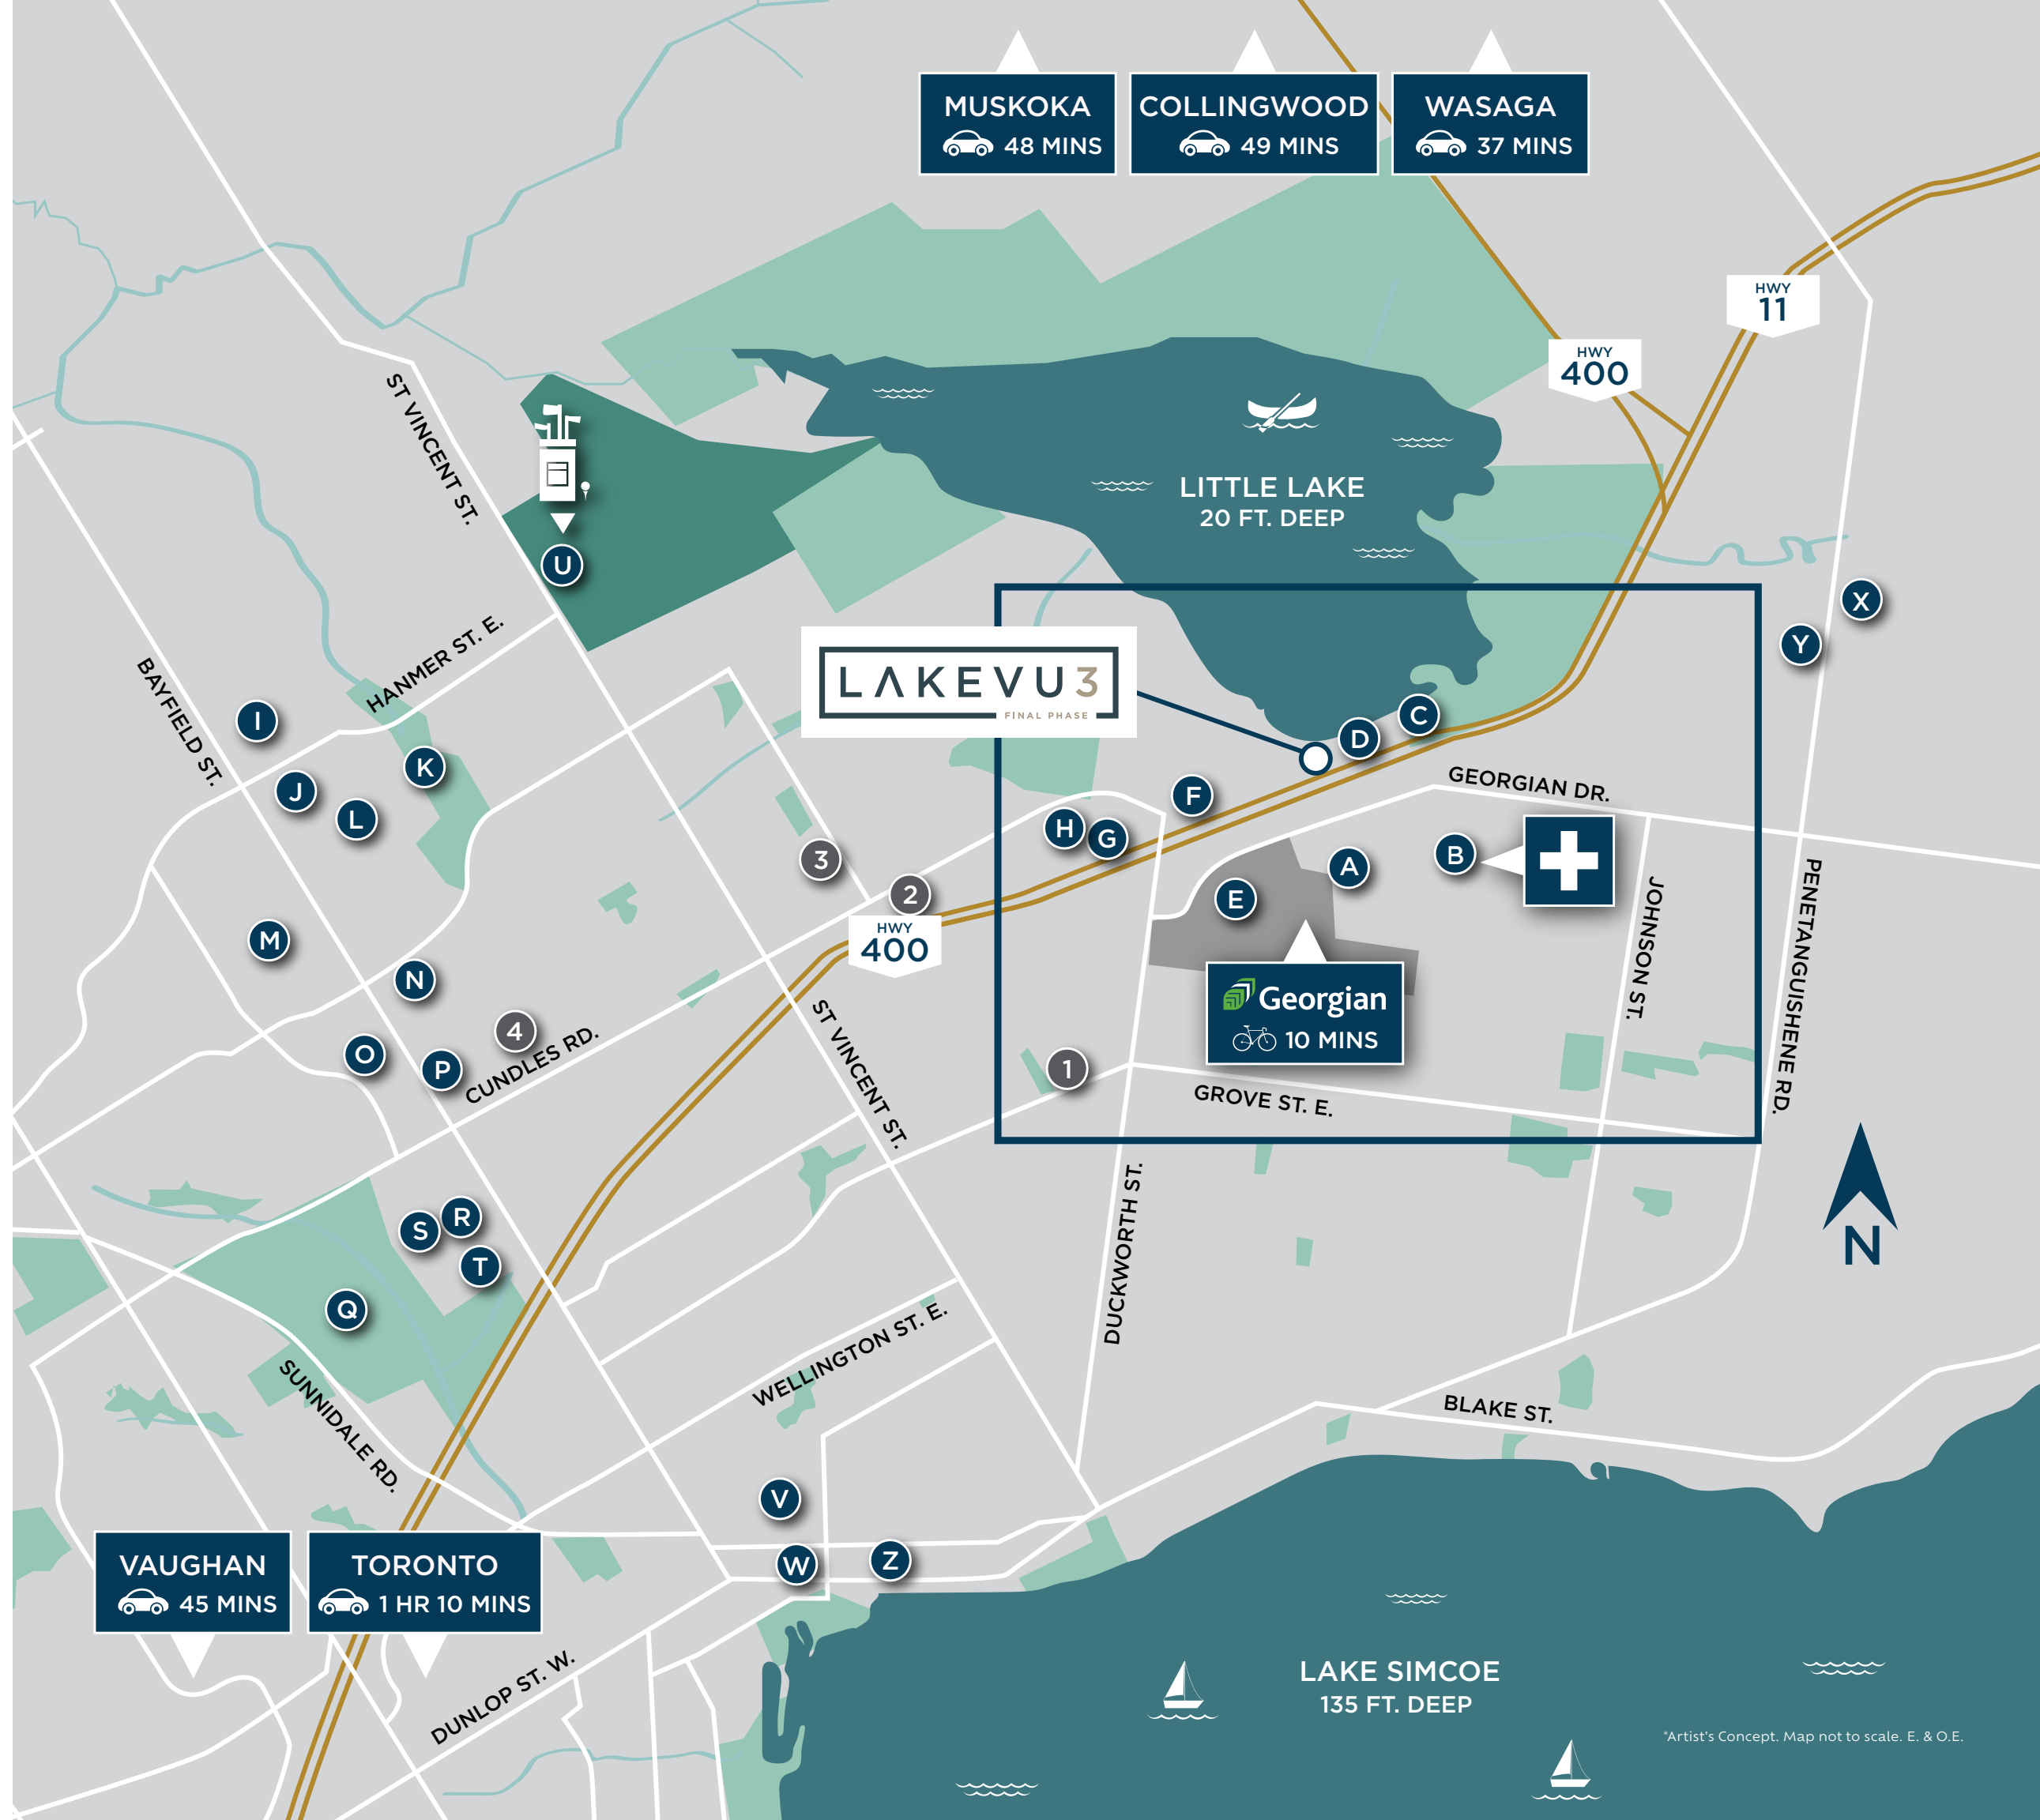 MUSKOKA
48 MINS
COLLINGWOOD
49 MINS
WASAGA
37 MINS
HWY
11
HWY
400
ST VINCENT ST.
LITTLE LAKE
20 FT. DEEP
U
X
Y
HANMER ST. E.
BAYFIELD ST.
LAKEVU3
FINAL PHASE
I
C
D
K
J
L
F
GEORGIAN DR.
H
G
3
A
B
2
E
HWY
400
M
N
JOHNSON ST.
PENETANGUISHENE RD.
Georgian
10 MINS
4
O
P
CUNDLES RD.
ST VINCENT ST.
1
GROVE ST. E.
DUCKWORTH ST.
N
R
S
T
Q
WELLINGTON ST. E.
SUNNIDALE RD.
BLAKE ST.
V
W
Z
VAUGHAN
45 MINS
TORONTO
1 HR 10 MINS
DUNLOP ST. W.
LAKE SIMCOE
135 FT. DEEP
*Artist's Concept. Map not to scale. E. & O.E.